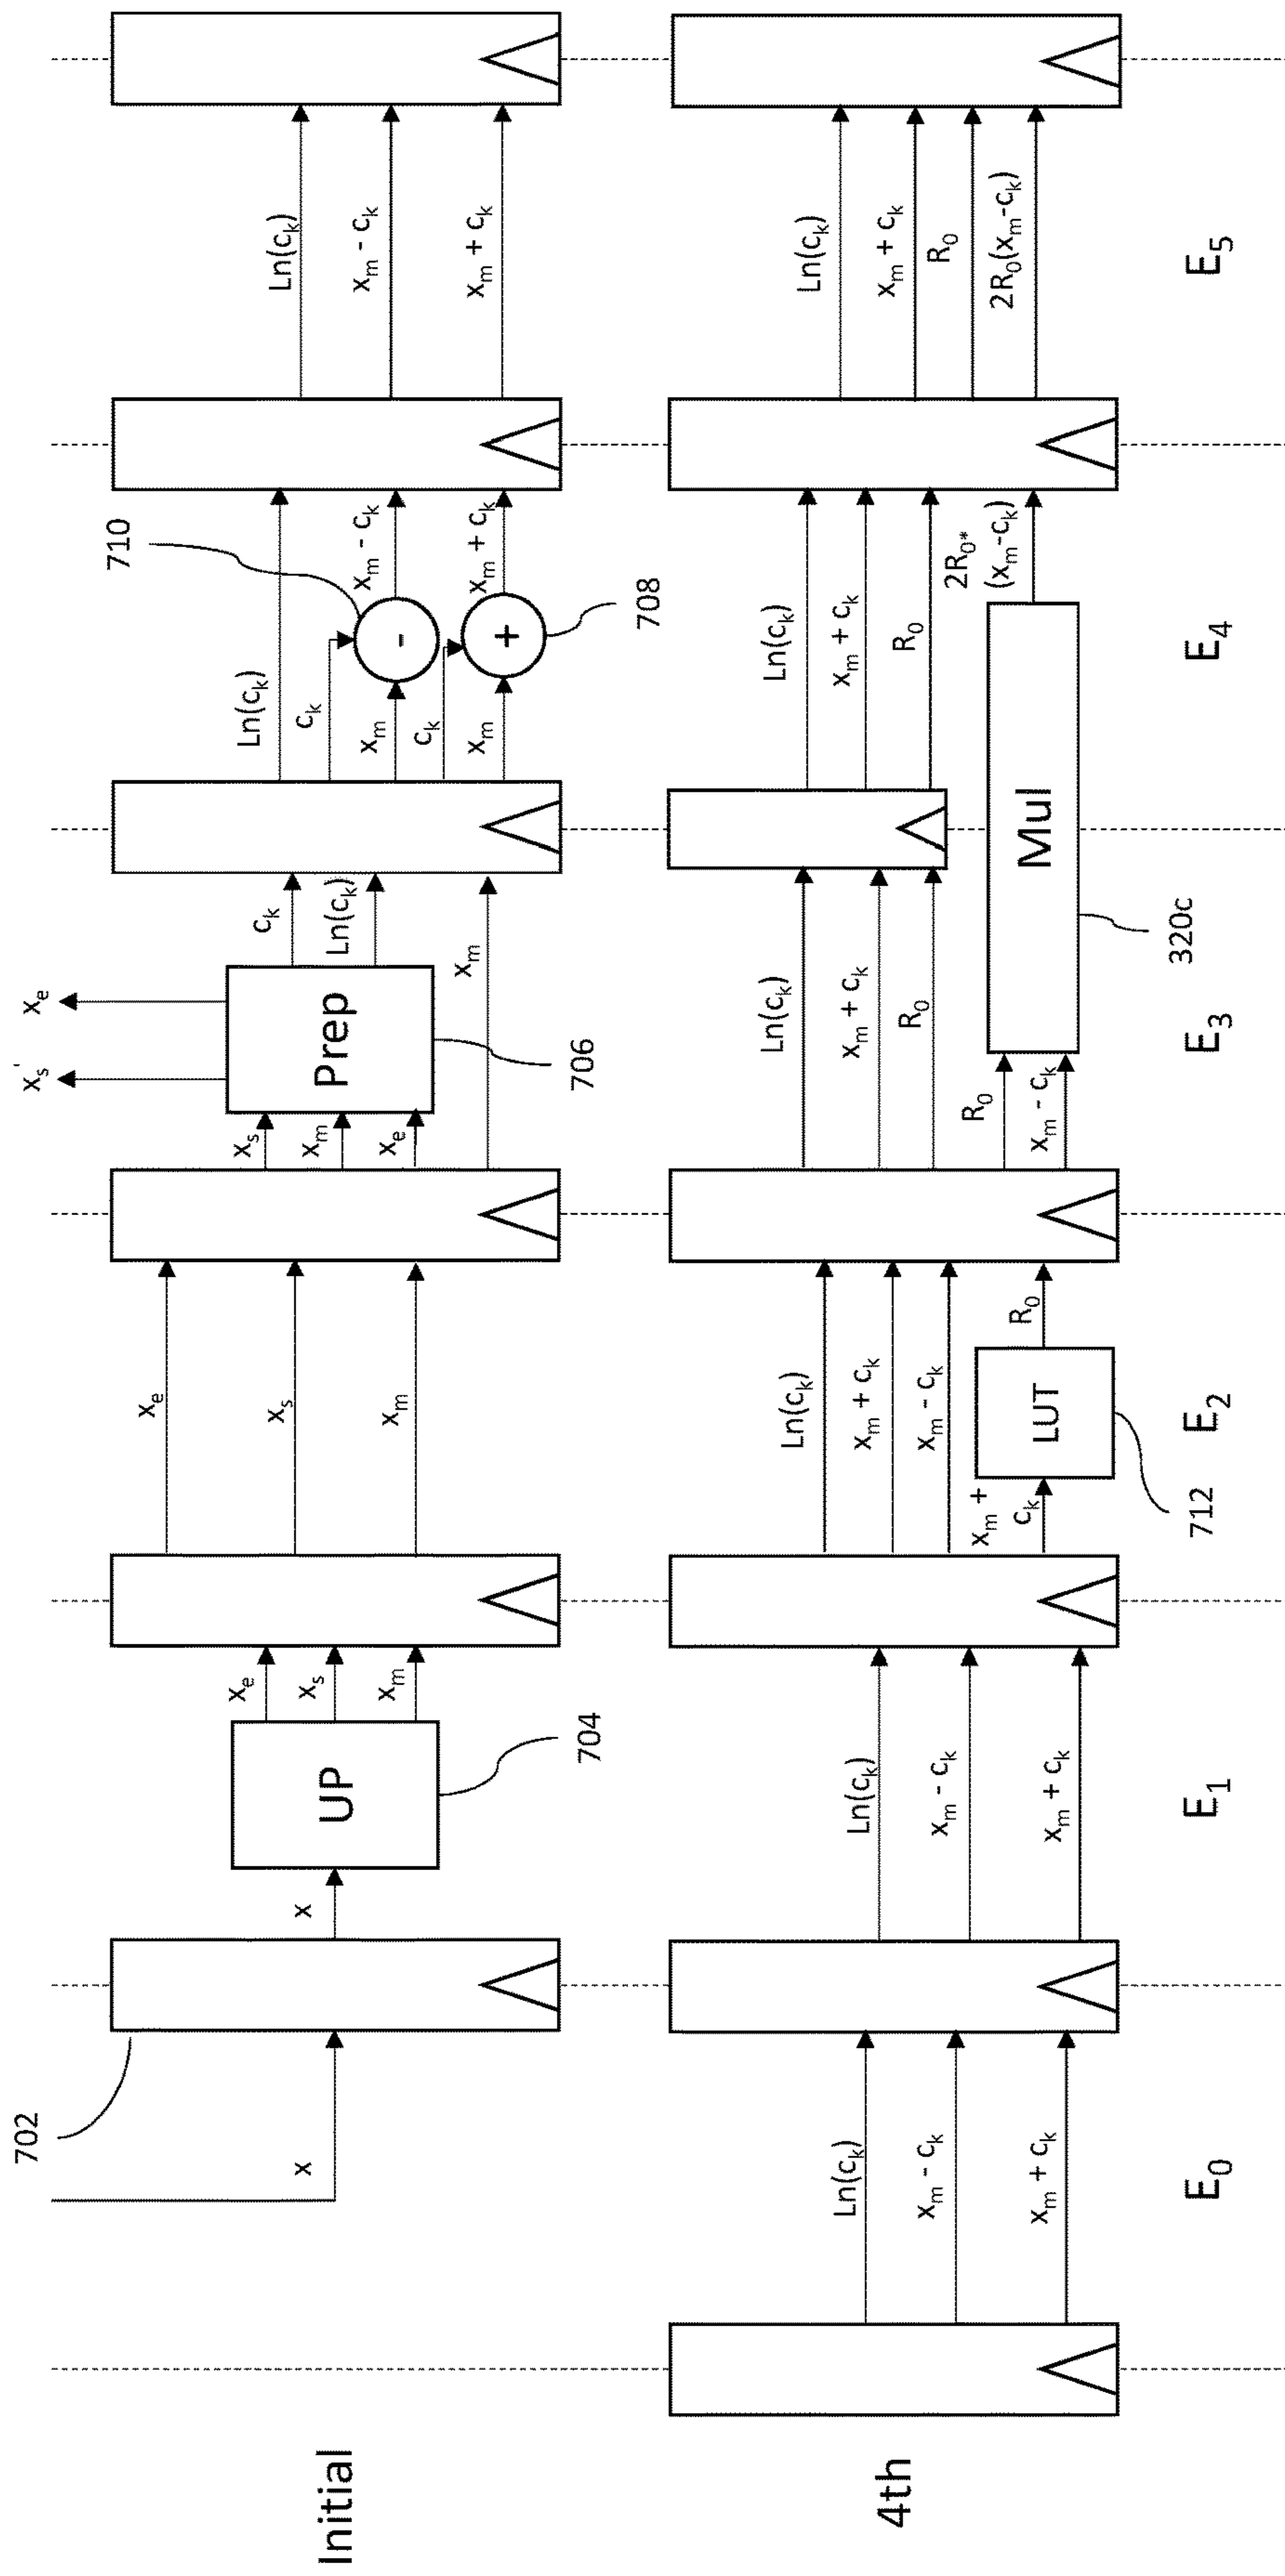 Initial
702
x
x
UP
704
xₑ
xₛ
xₘ
xₑ
xₛ
xₘ
xₛ
xₘ
xₑ
Prep
706
xₛ'
xₑ
cₖ
Ln(cₖ)
xₘ
Ln(cₖ)
cₖ
xₘ
cₖ
xₘ
-
710
+
708
xₘ - cₖ
xₘ + cₖ
Ln(cₖ)
xₘ - cₖ
xₘ + cₖ
4th
Ln(cₖ)
xₘ - cₖ
xₘ + cₖ
Ln(cₖ)
xₘ - cₖ
xₘ + cₖ
Ln(cₖ)
xₘ + cₖ
xₘ - cₖ
xₘ +
cₖ
LUT
712
R₀
Ln(cₖ)
xₘ + cₖ
R₀
R₀
xₘ - cₖ
Mul
320c
Ln(cₖ)
xₘ + cₖ
R₀
2R₀*
(xₘ-cₖ)
Ln(cₖ)
xₘ + cₖ
R₀
2R₀(xₘ-cₖ)
E₀
E₁
E₂
E₃
E₄
E₅